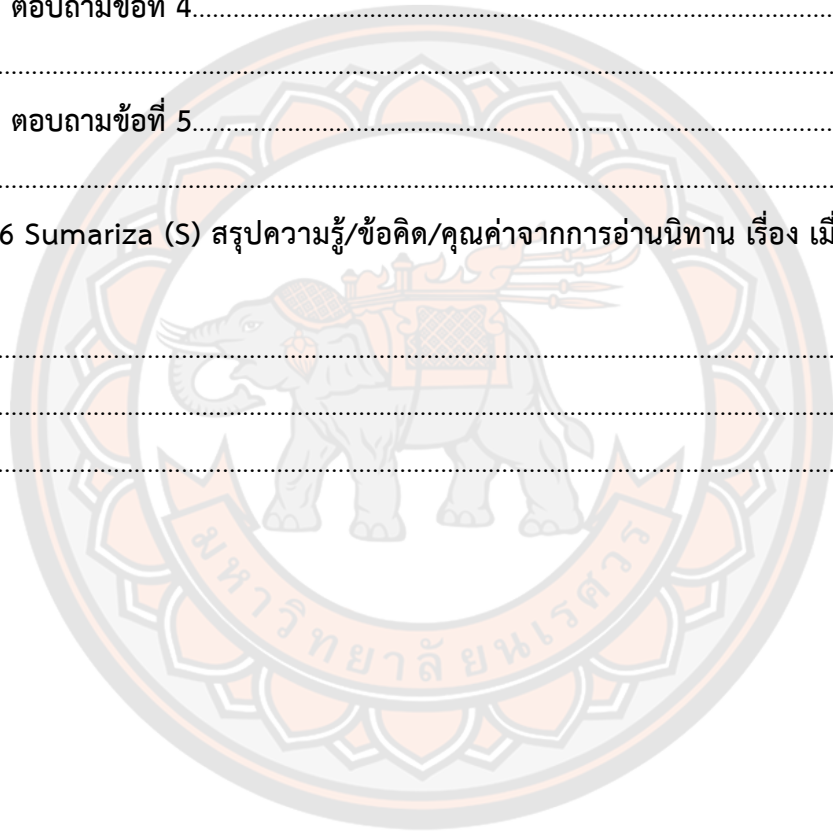 ตอบถามข้อที่ 4
ตอบถามข้อที่ 5
6 Sumariza (S) สรุปความรู้/ข้อคิด/คุณค่าจากการอ่านนิทาน เรื่อง เมื่
มหาวิทยาลัยนเรศวร